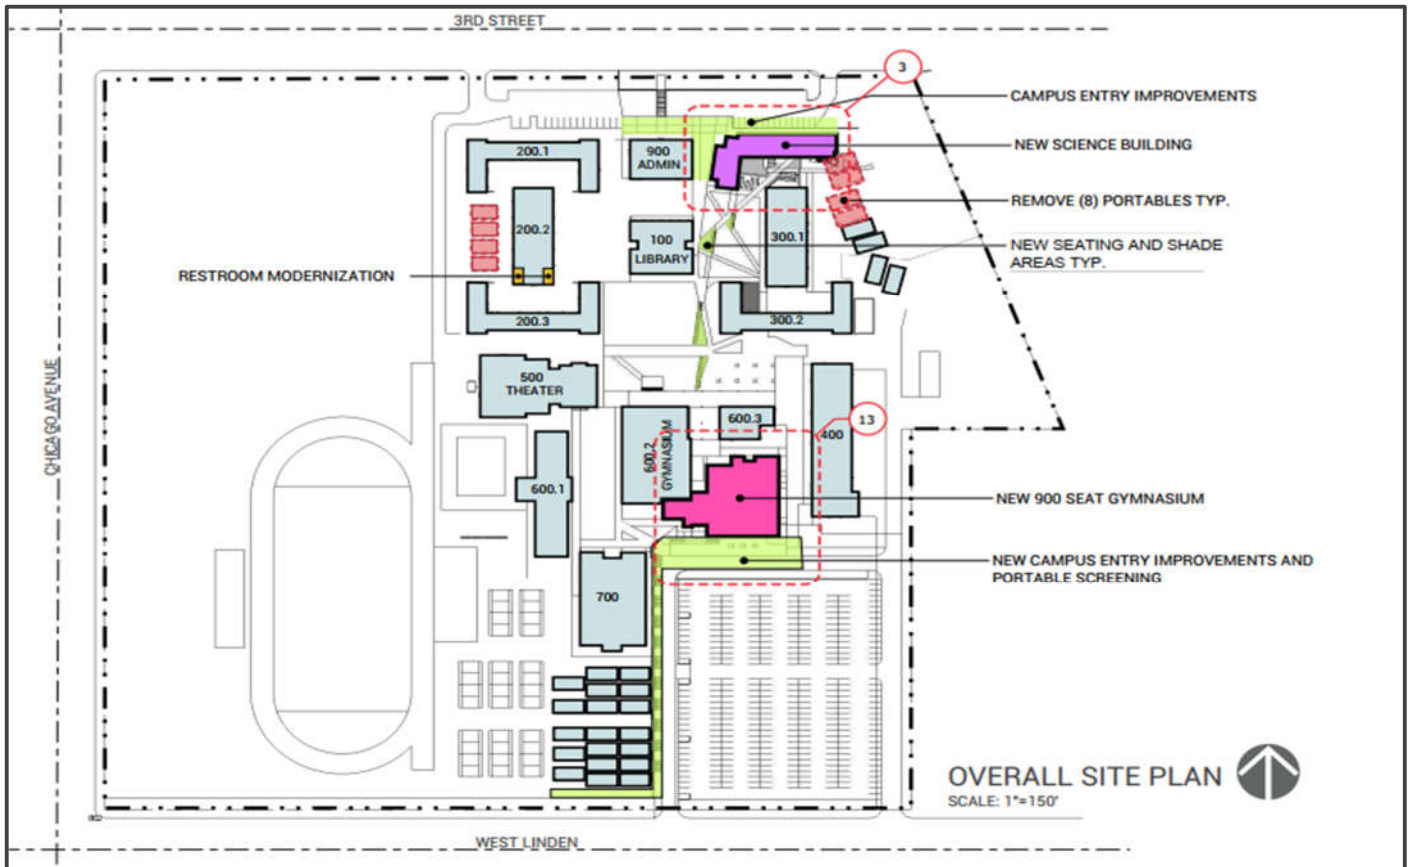 3RD STREET
3
CAMPUS ENTRY IMPROVEMENTS
NEW SCIENCE BUILDING
200.1
900
ADMIN
REMOVE (8) PORTABLES TYP.
200.2
100
LIBRARY
300.1
NEW SEATING AND SHADE
AREAS TYP.
RESTROOM MODERNIZATION
200.3
300.2
500
THEATER
CHICAGO AVENUE
600.2
GYMNASIUM
600.3
13
400
600.1
NEW 900 SEAT GYMNASIUM
NEW CAMPUS ENTRY IMPROVEMENTS AND
PORTABLE SCREENING
700
OVERALL SITE PLAN
SCALE: 1"=150'
WEST LINDEN